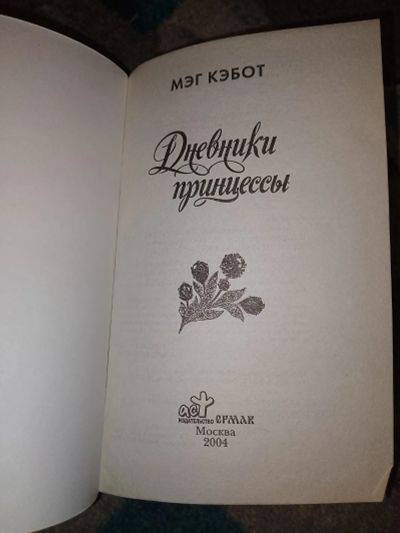 МЭГ КЭБОТ
Дневники
принцессы
аст
ИЗДАТЕЛЬСТВО ЕРМАК
Москва
2004